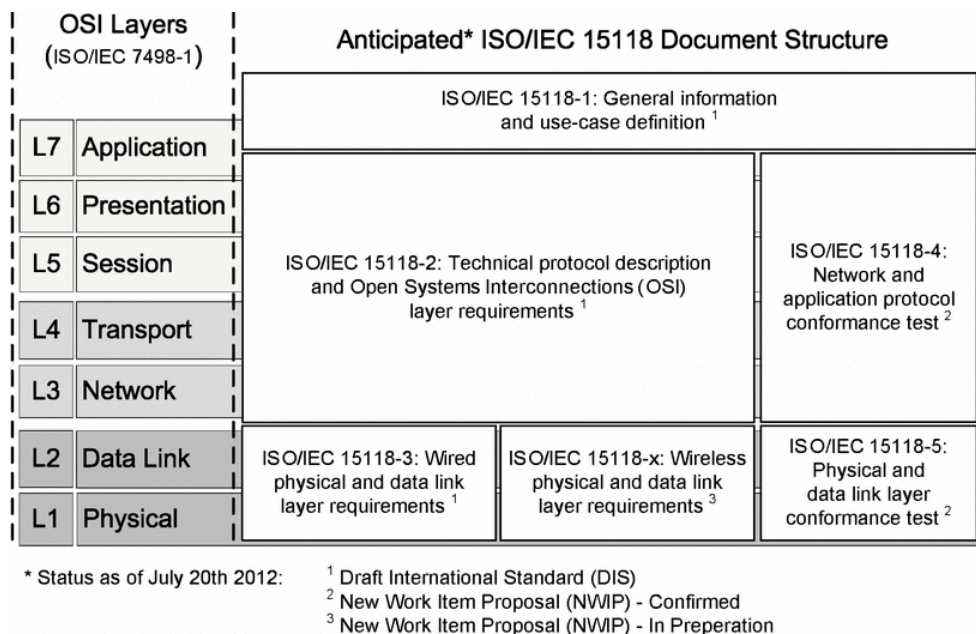 OSI Layers
(ISO/IEC 7498-1)
Anticipated* ISO/IEC 15118 Document Structure
ISO/IEC 15118-1: General information
and use-case definition 1
L7 Application
L6 Presentation
L5 Session
L4 Transport
L3 Network
L2 Data Link
L1 Physical
ISO/IEC 15118-2: Technical protocol description
and Open Systems Interconnections (OSI)
layer requirements 1
ISO/IEC 15118-4:
Network and
application protocol
conformance test 2
ISO/IEC 15118-3: Wired
physical and data link
layer requirements 1
ISO/IEC 15118-x: Wireless
physical and data link
layer requirements 3
ISO/IEC 15118-5:
Physical and
data link layer
conformance test 2
* Status as of July 20th 2012:
1 Draft International Standard (DIS)
2 New Work Item Proposal (NWIP) - Confirmed
3 New Work Item Proposal (NWIP) - In Preperation